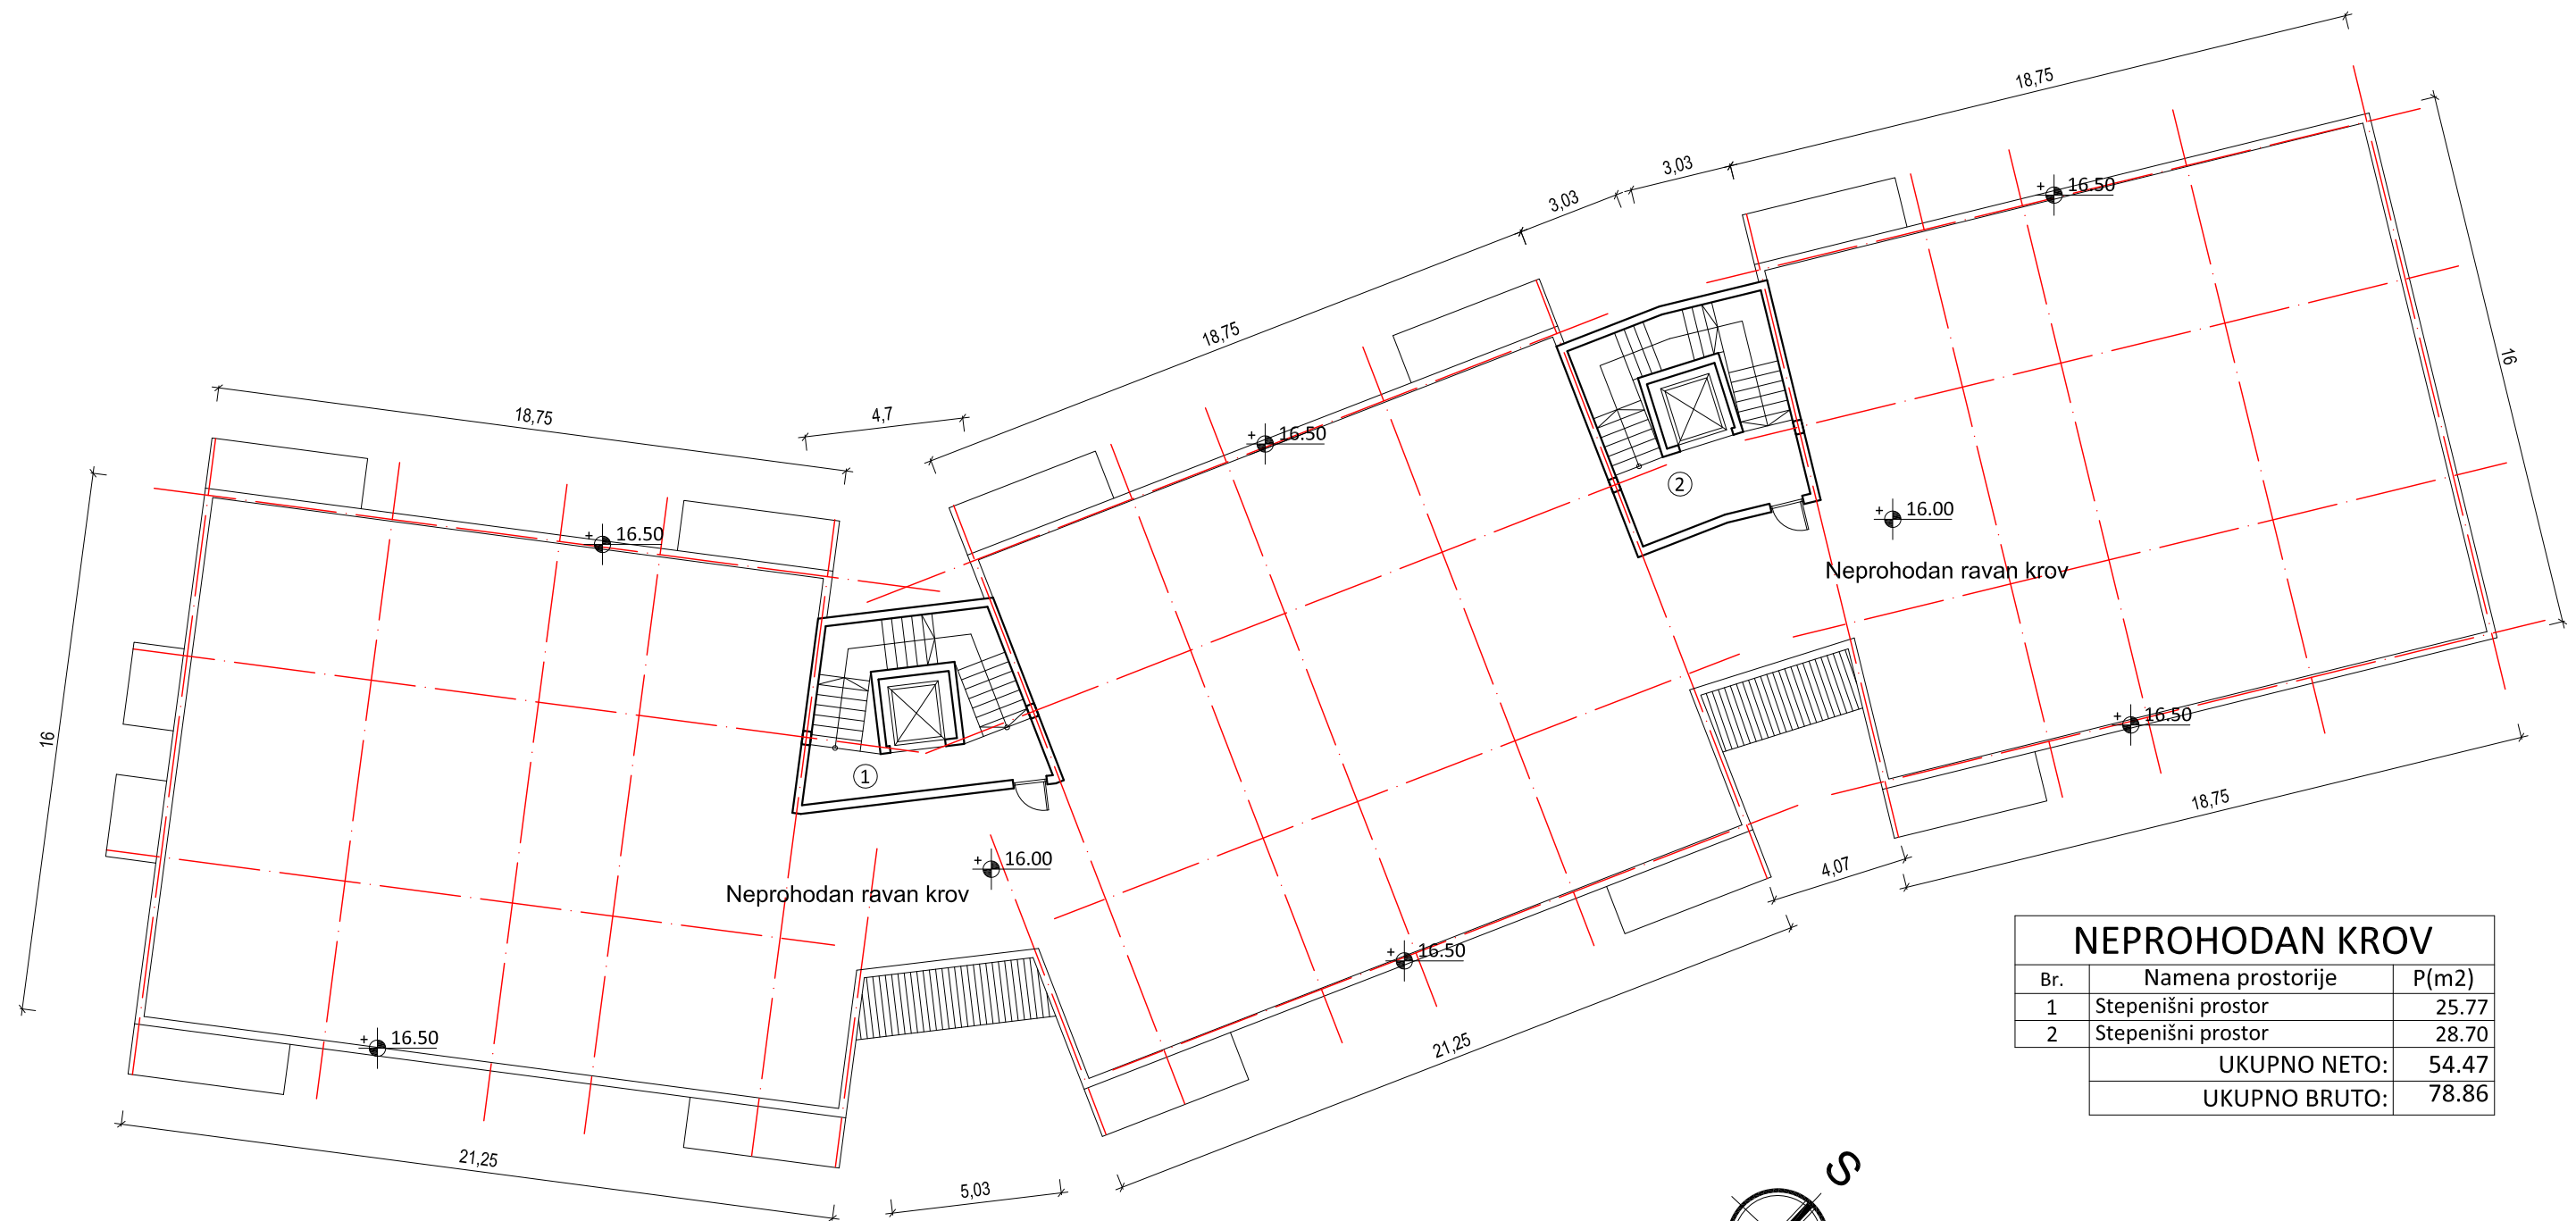 18,75
3,03
3,03
+ 16.50
18,75
16
18,75
4,7
+ 16.50
2
+ 16.00
Neprohodan ravan krov
+ 16.50
16
1
+ 16.50
18,75
+ 16.00
Neprohodan ravan krov
4,07
+ 16.50
+ 16.50
21,25
21,25
5,03
NEPROHODAN KROV
Br. Namena prostorije P(m2)
1 Stepenišni prostor 25.77
2 Stepenišni prostor 28.70
UKUPNO NETO: 54.47
UKUPNO BRUTO: 78.86
S